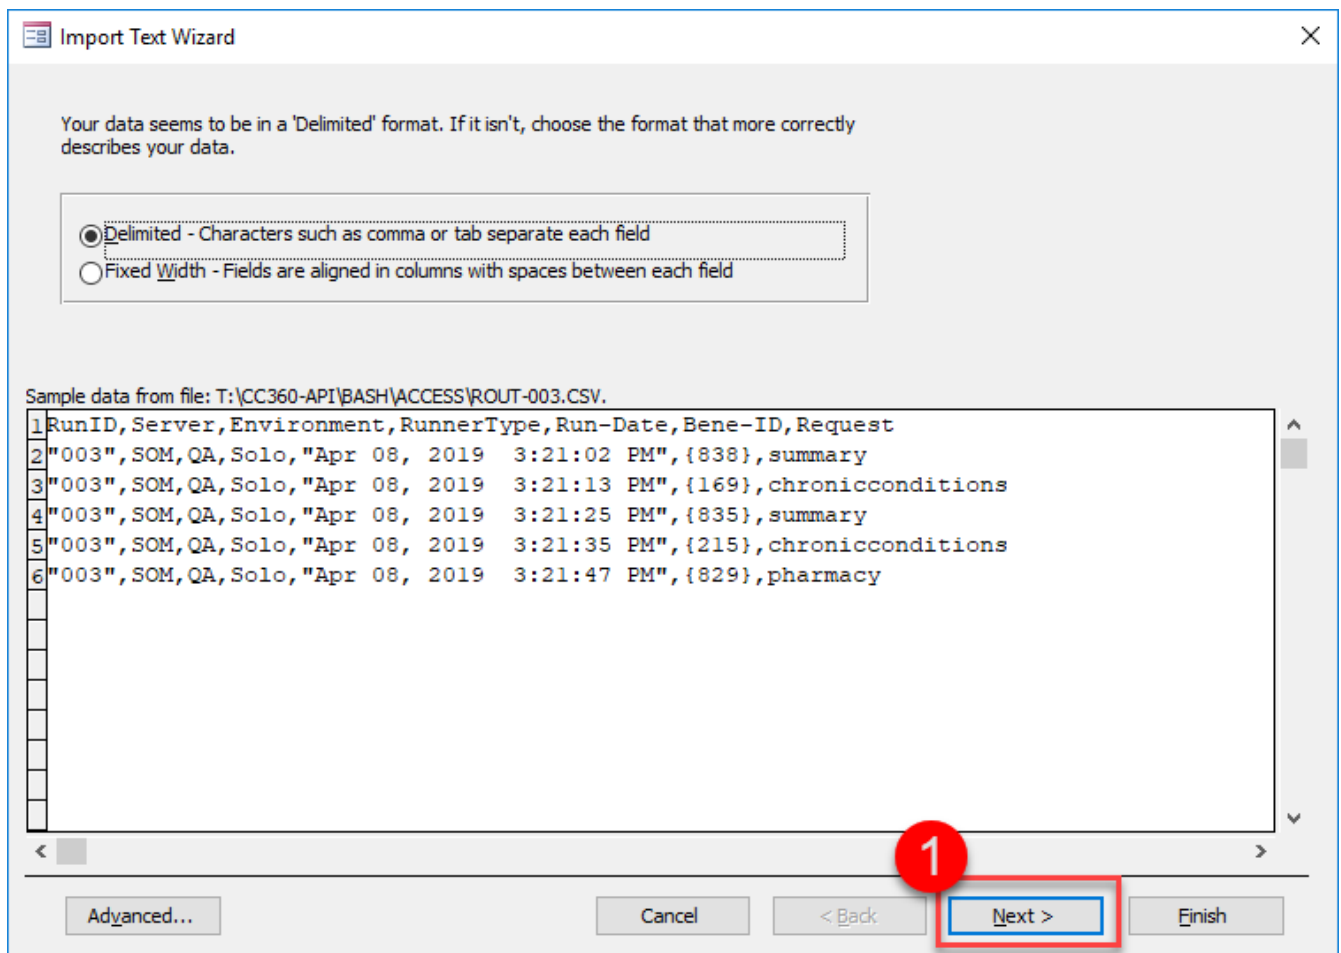 Import Text Wizard
Your data seems to be in a 'Delimited' format. If it isn't, choose the format that more correctly
describes your data.
Delimited - Characters such as comma or tab separate each field
Fixed Width - Fields are aligned in columns with spaces between each field
Sample data from file: T:\CC360-API\BASH\ACCESS\ROUT-003.CSV.
1 RunID,Server,Environment,RunnerType,Run-Date,Bene-ID,Request
2 "003",SOM,QA,Solo,"Apr 08, 2019  3:21:02 PM",{838},summary
3 "003",SOM,QA,Solo,"Apr 08, 2019  3:21:13 PM",{169},chronicconditions
4 "003",SOM,QA,Solo,"Apr 08, 2019  3:21:25 PM",{835},summary
5 "003",SOM,QA,Solo,"Apr 08, 2019  3:21:35 PM",{215},chronicconditions
6 "003",SOM,QA,Solo,"Apr 08, 2019  3:21:47 PM",{829},pharmacy
1
Advanced... Cancel < Back Next > Finish